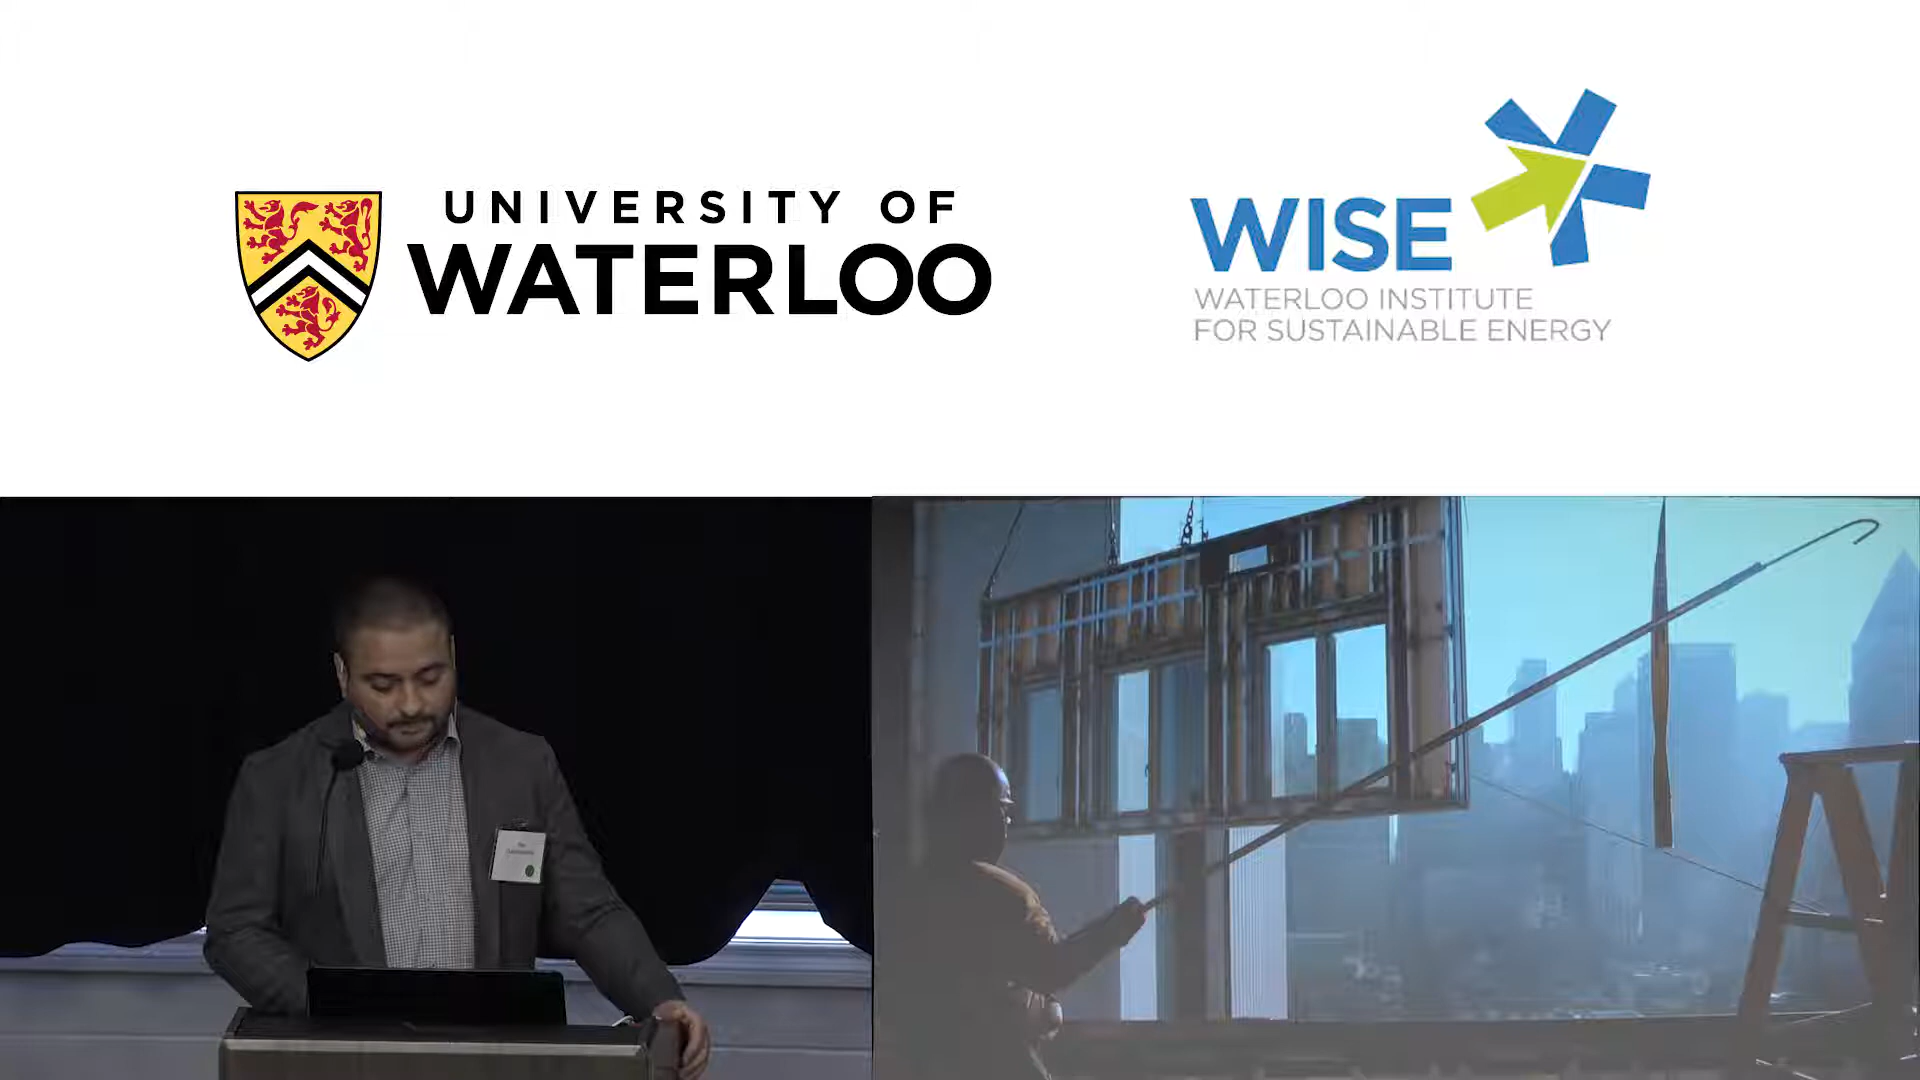 UNIVERSITY OF
WATERLOO
WISE
WATERLOO INSTITUTE
FOR SUSTAINABLE ENERGY